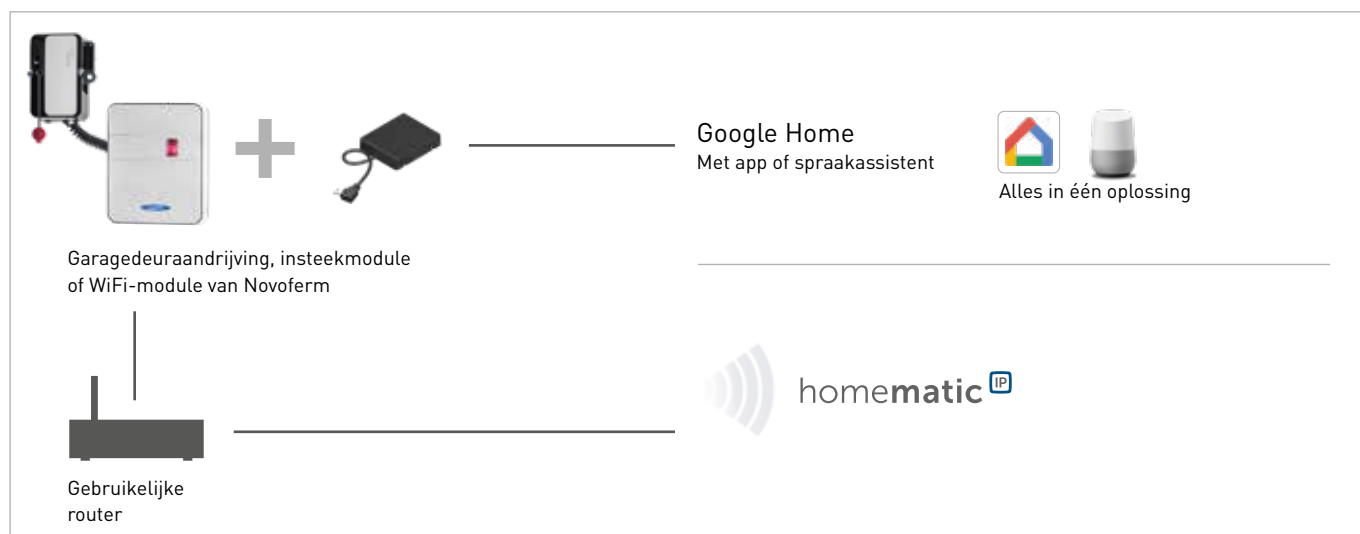 Google Home
Met app of spraakassistent
Alles in één oplossing
Garagedeuraandrijving, insteekmodule
of WiFi-module van Novoferm
homematic IP
Gebruikelijke
router